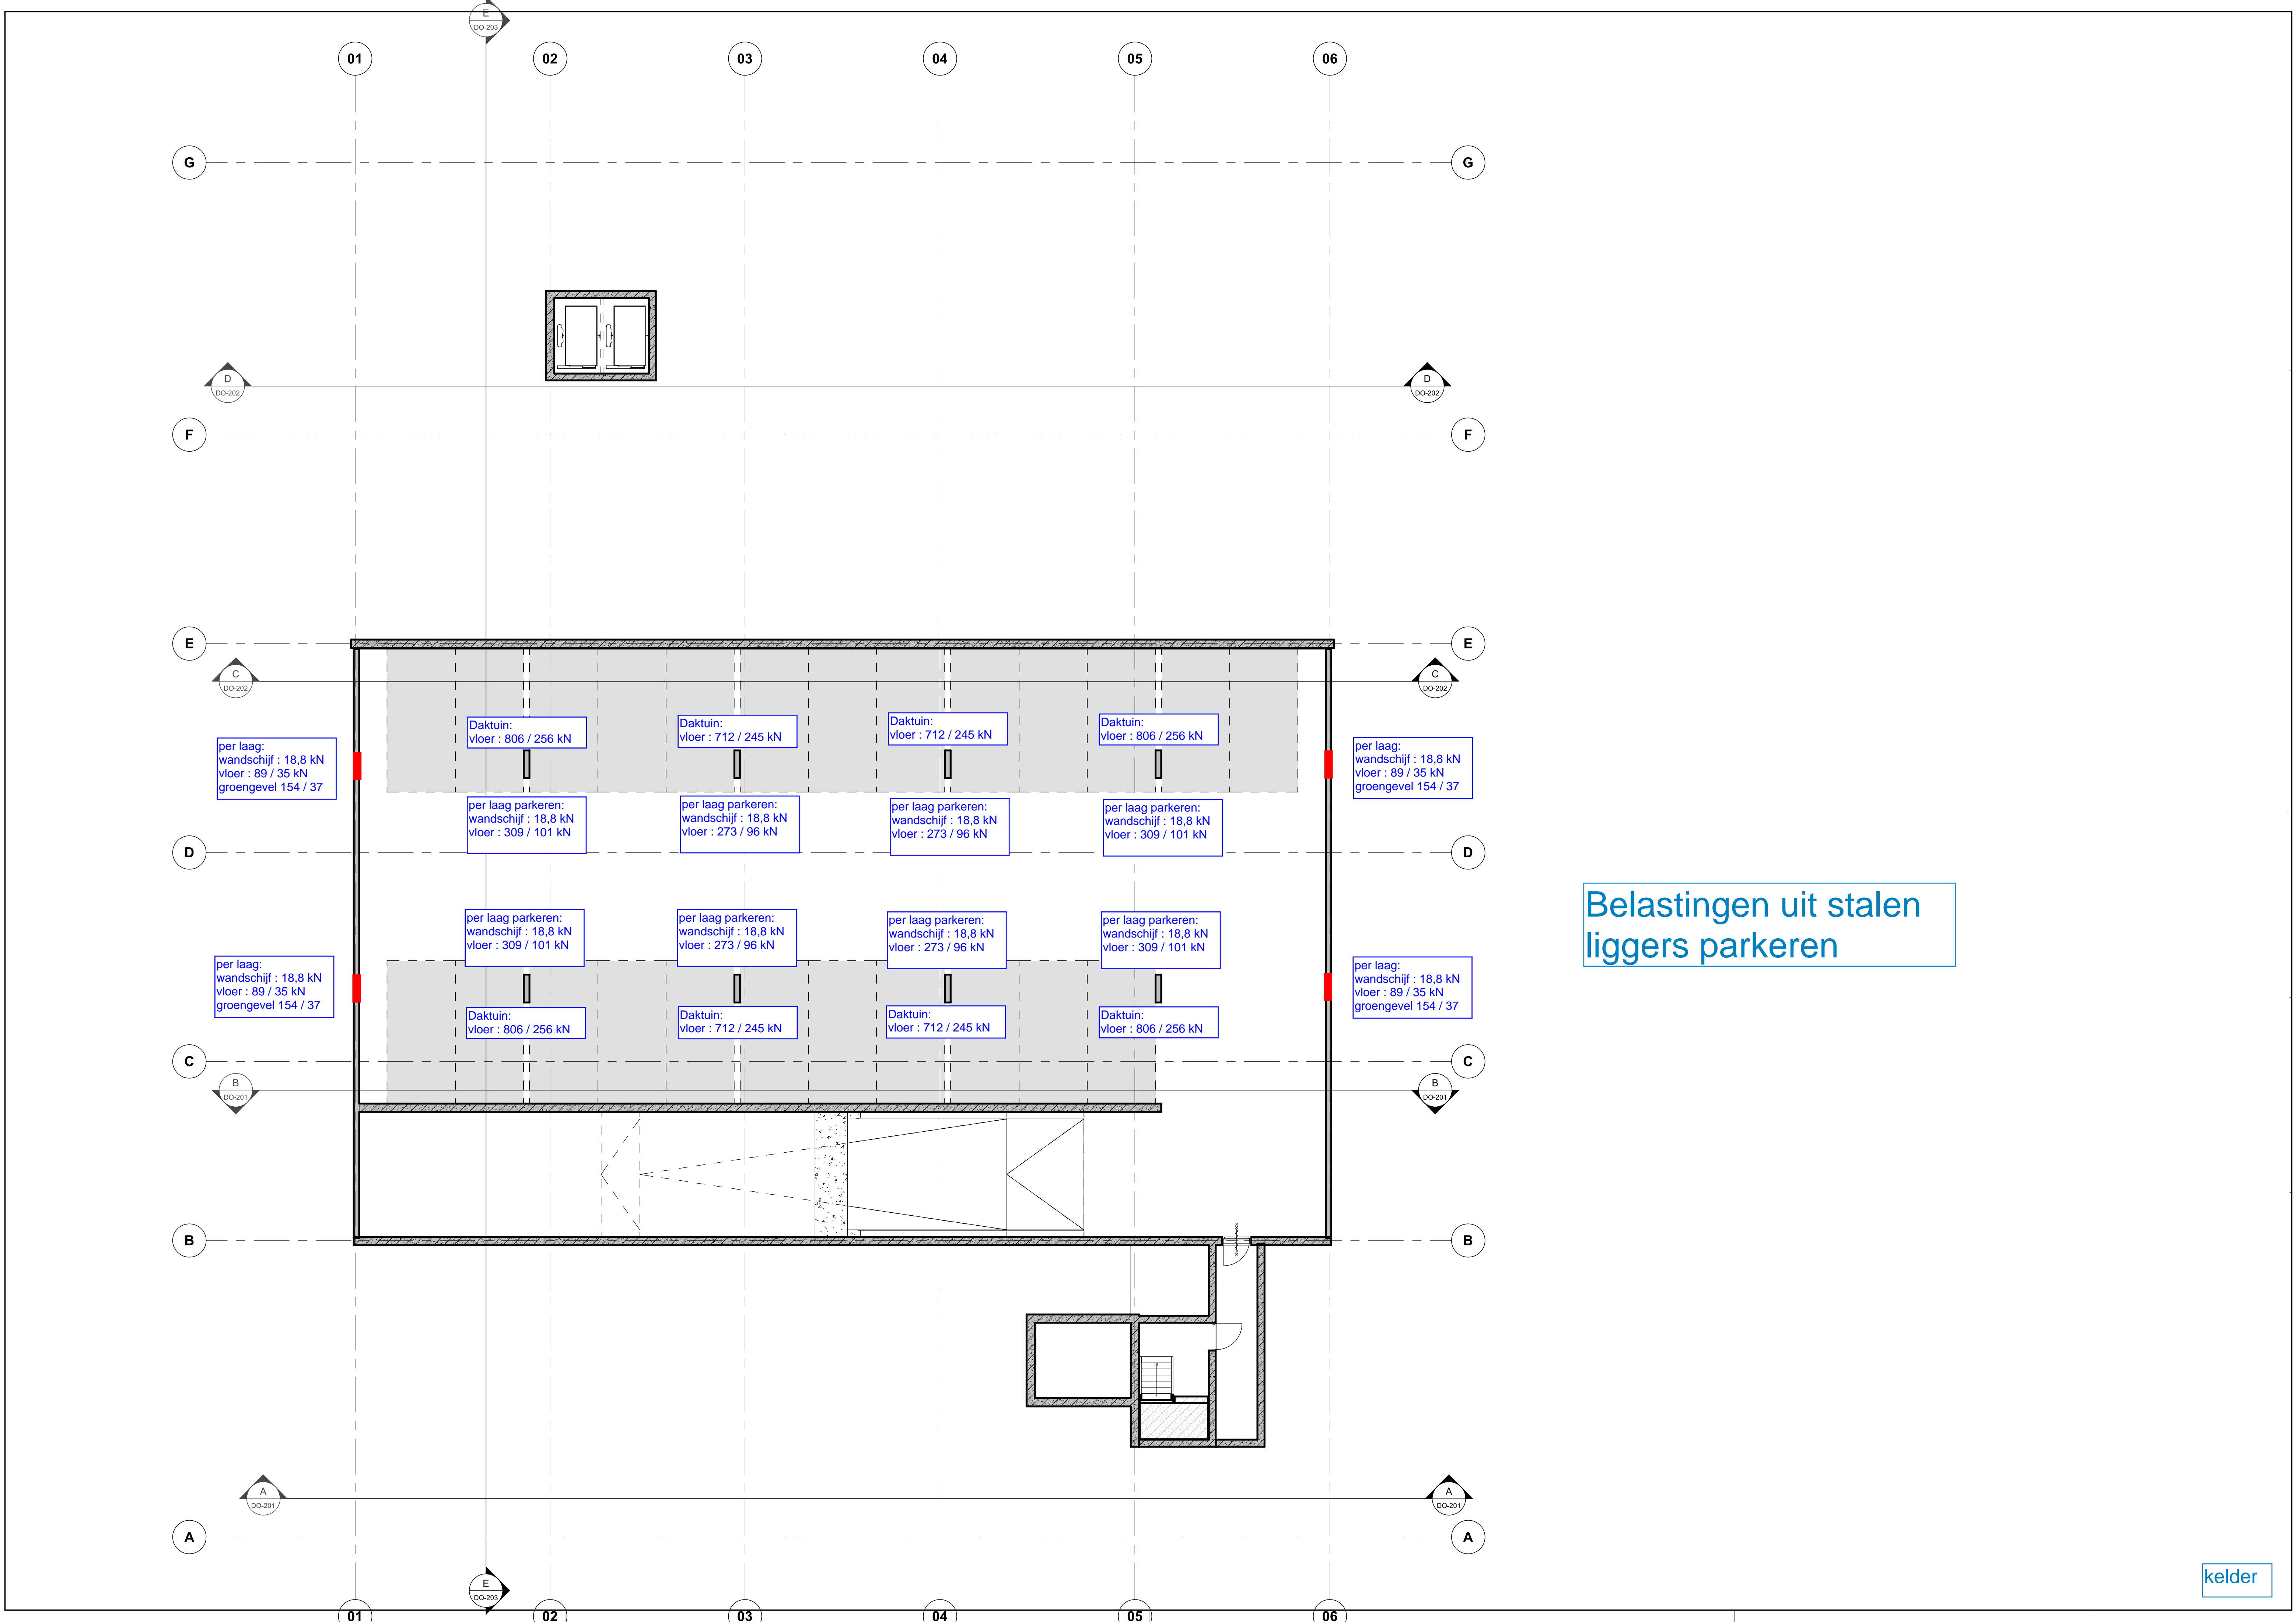 E
DO-203
01
02
03
04
05
06
G
G
D
DO-202
D
DO-202
F
F
E
E
C
DO-202
C
DO-202
Daktuin:
vloer : 806 / 256 kN
Daktuin:
vloer : 712 / 245 kN
Daktuin:
vloer : 712 / 245 kN
Daktuin:
vloer : 806 / 256 kN
per laag:
wandschijf : 18,8 kN
vloer : 89 / 35 kN
groengevel 154 / 37
per laag:
wandschijf : 18,8 kN
vloer : 89 / 35 kN
groengevel 154 / 37
per laag parkeren:
wandschijf : 18,8 kN
vloer : 309 / 101 kN
per laag parkeren:
wandschijf : 18,8 kN
vloer : 273 / 96 kN
per laag parkeren:
wandschijf : 18,8 kN
vloer : 273 / 96 kN
per laag parkeren:
wandschijf : 18,8 kN
vloer : 309 / 101 kN
D
D
Belastingen uit stalen
liggers parkeren
per laag parkeren:
wandschijf : 18,8 kN
vloer : 309 / 101 kN
per laag parkeren:
wandschijf : 18,8 kN
vloer : 273 / 96 kN
per laag parkeren:
wandschijf : 18,8 kN
vloer : 273 / 96 kN
per laag parkeren:
wandschijf : 18,8 kN
vloer : 309 / 101 kN
per laag:
wandschijf : 18,8 kN
vloer : 89 / 35 kN
groengevel 154 / 37
per laag:
wandschijf : 18,8 kN
vloer : 89 / 35 kN
groengevel 154 / 37
Daktuin:
vloer : 806 / 256 kN
Daktuin:
vloer : 712 / 245 kN
Daktuin:
vloer : 712 / 245 kN
Daktuin:
vloer : 806 / 256 kN
C
C
B
DO-201
B
DO-201
B
B
A
DO-201
A
DO-201
A
A
E
DO-203
kelder
01
02
03
04
05
06